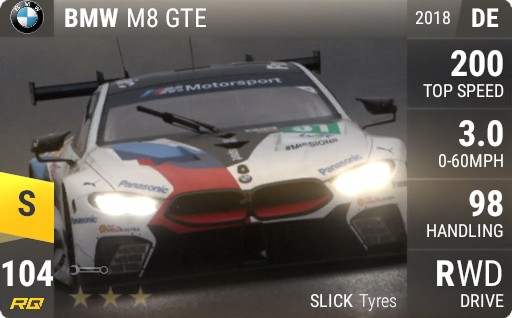 BMW M8 GTE
2018 DE
200
TOP SPEED
3.0
0-60MPH
98
HANDLING
RWD
DRIVE
S
104
RQ
SLICK Tyres
Motorsport
Panasonic
Panasonic
#MISSION8